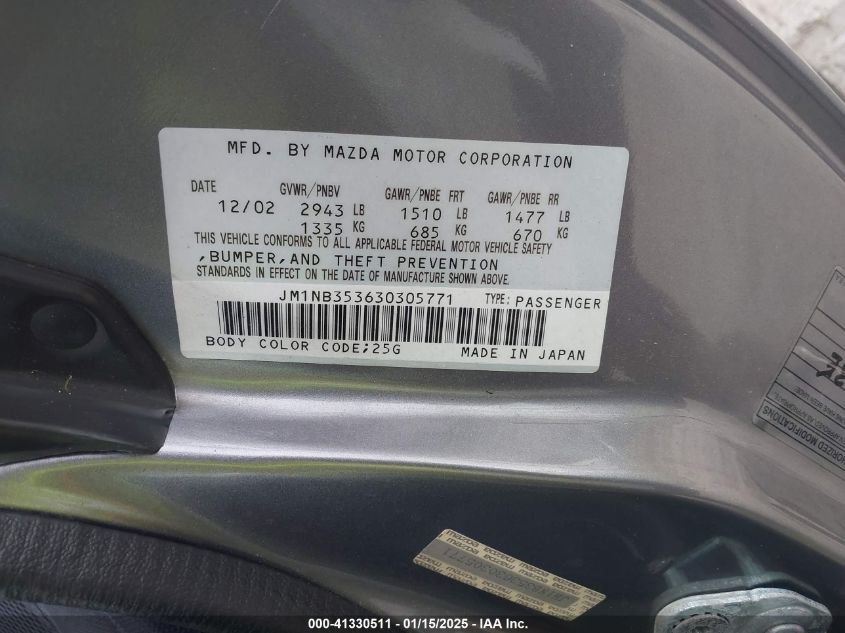 MFD. BY MAZDA MOTOR CORPORATION
DATE GVWR/PNBV GAWR/PNBE FRT GAWR/PNBE RR
12/02 2943 LB 1510 LB 1477 LB
1335 KG 685 KG 670 KG
THIS VEHICLE CONFORMS TO ALL APPLICABLE FEDERAL MOTOR VEHICLE SAFETY
,BUMPER,AND THEFT PREVENTION
STANDARDS IN EFFECT ON THE DATE OF MANUFACTURE SHOWN ABOVE.
JM1NB353630305771 TYPE: PASSENGER
BODY COLOR CODE;25G MADE IN JAPAN
MODIFICATIONS
000-41330511 - 01/15/2025 - IAA Inc.